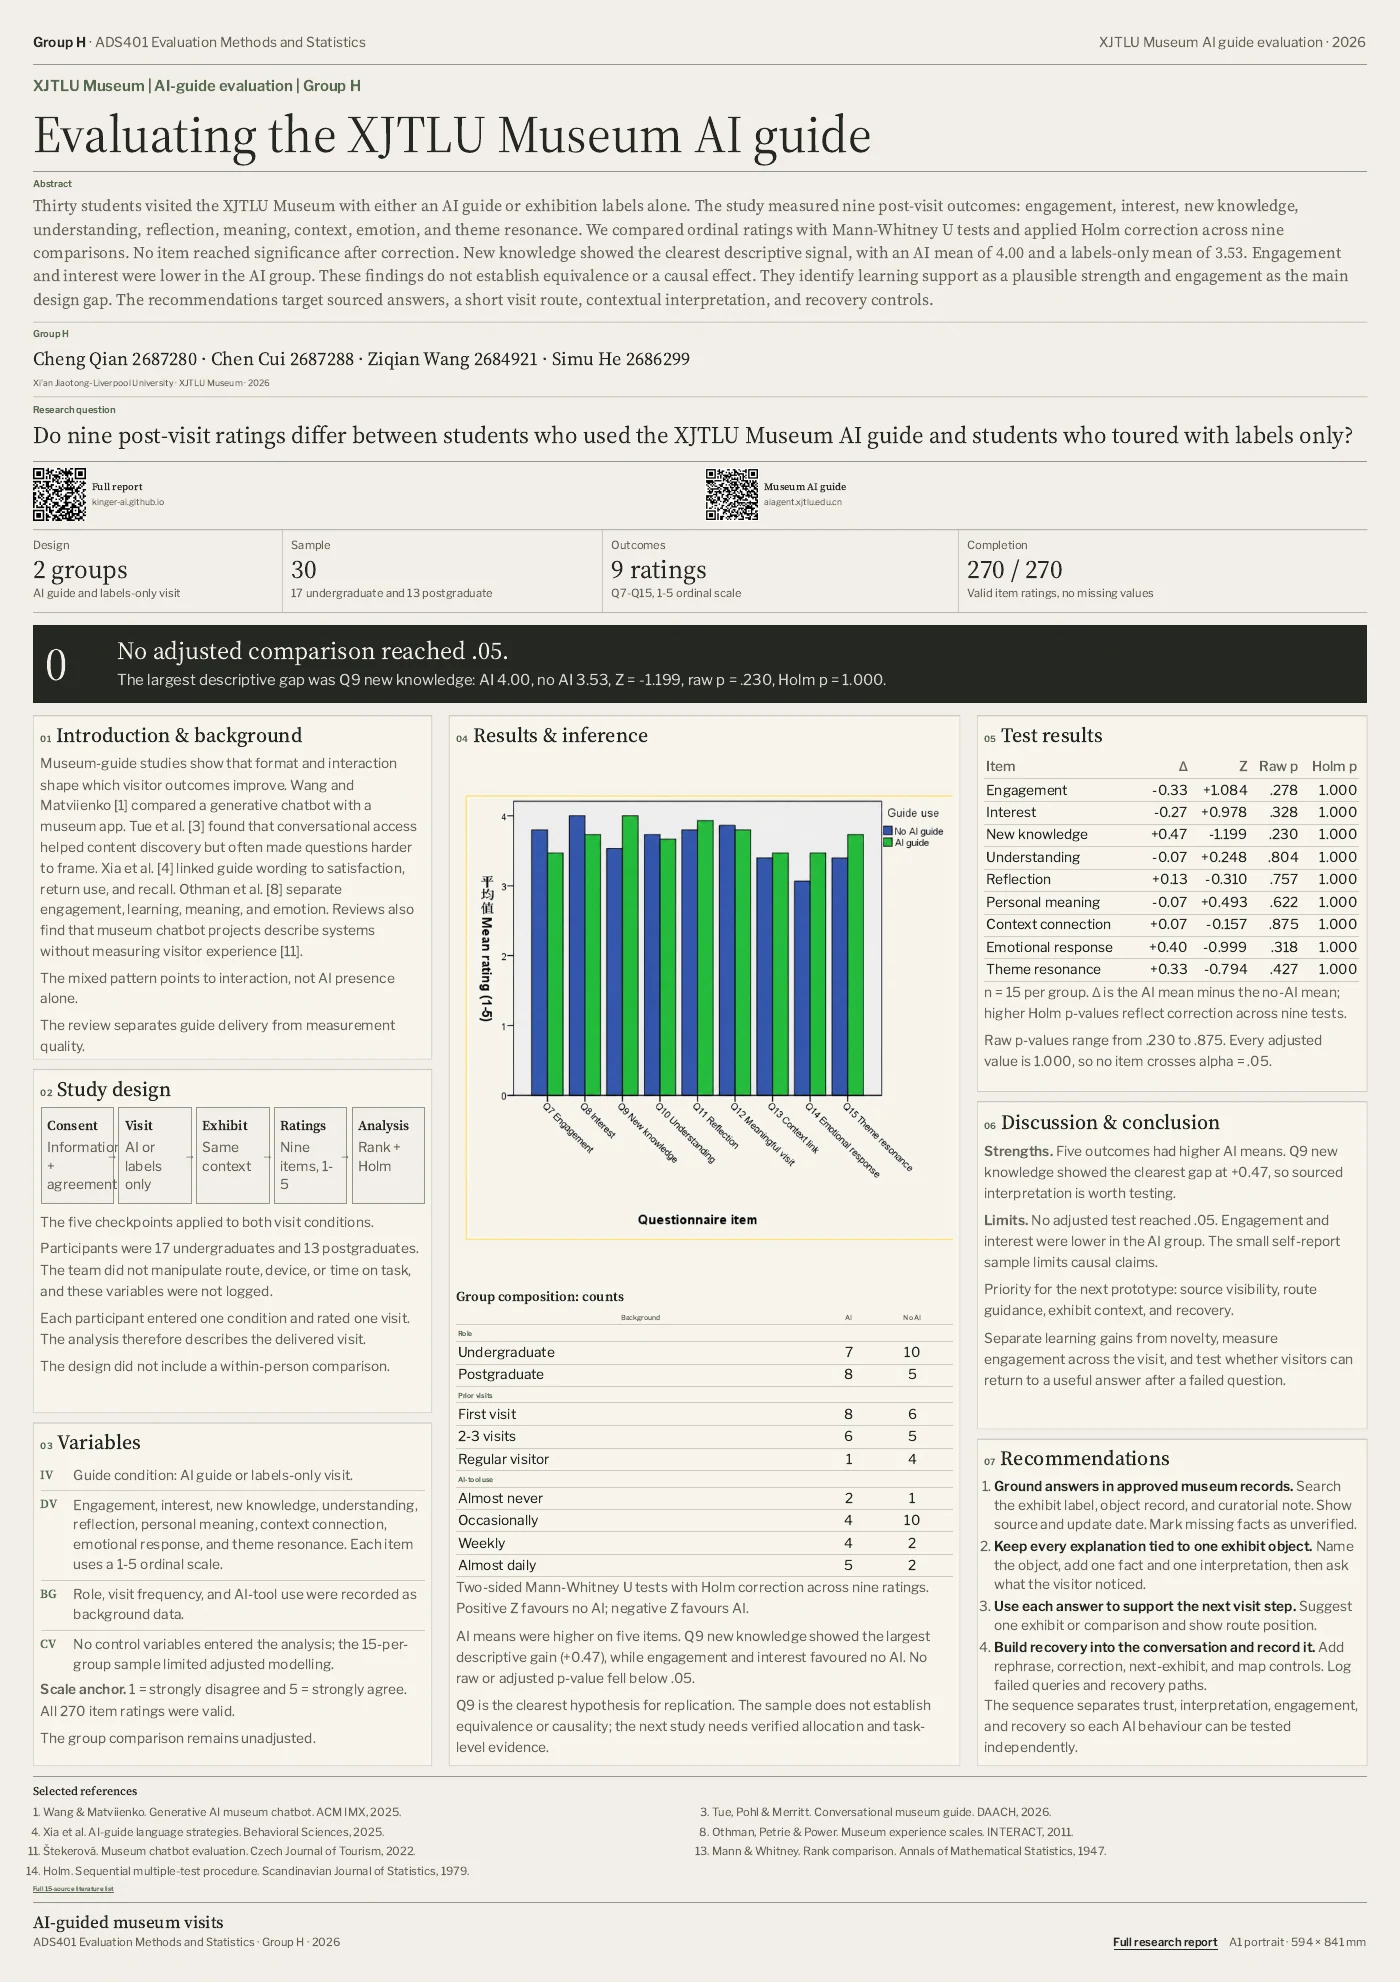 Group H · ADS401 Evaluation Methods and Statistics
XJTLU Museum AI guide evaluation · 2026
XJTLU Museum | AI-guide evaluation | Group H
Evaluating the XJTLU Museum AI guide
Abstract
Thirty students visited the XJTLU Museum with either an AI guide or exhibition labels alone. The study measured nine post-visit outcomes: engagement, interest, new knowledge,
understanding, reflection, meaning, context, emotion, and theme resonance. We compared ordinal ratings with Mann-Whitney U tests and applied Holm correction across nine
comparisons. No item reached significance after correction. New knowledge showed the clearest descriptive signal, with an AI mean of 4.00 and a labels-only mean of 3.53. Engagement
and interest were lower in the AI group. These findings do not establish equivalence or a causal effect. They identify learning support as a plausible strength and engagement as the main
design gap. The recommendations target sourced answers, a short visit route, contextual interpretation, and recovery controls.
Group H
Cheng Qian 2687280 · Chen Cui 2687288 · Ziqian Wang 2684921 · Simu He 2686299
Xi'an Jiaotong-Liverpool University · XJTLU Museum · 2026
Research question
Do nine post-visit ratings differ between students who used the XJTLU Museum AI guide and students who toured with labels only?
Full report
kinger-ai.github.io
Museum AI guide
aiagent.xjtlu.edu.cn
Design
2 groups
AI guide and labels-only visit
Sample
30
17 undergraduate and 13 postgraduate
Outcomes
9 ratings
Q7-Q15, 1-5 ordinal scale
Completion
270 / 270
Valid item ratings, no missing values
0
No adjusted comparison reached .05.
The largest descriptive gap was Q9 new knowledge: AI 4.00, no AI 3.53, Z = -1.199, raw p = .230, Holm p = 1.000.
01 Introduction & background
Museum-guide studies show that format and interaction
shape which visitor outcomes improve. Wang and
Matviienko [1] compared a generative chatbot with a
museum app. Tue et al. [3] found that conversational access
helped content discovery but often made questions harder
to frame. Xia et al. [4] linked guide wording to satisfaction,
return use, and recall. Othman et al. [8] separate
engagement, learning, meaning, and emotion. Reviews also
find that museum chatbot projects describe systems
without measuring visitor experience [11].
The mixed pattern points to interaction, not AI presence
alone.
The review separates guide delivery from measurement
quality.
02 Study design
Consent
Information
+
agreement
→
Visit
AI or
labels
only
→
Exhibit
Same
context
→
Ratings
Nine
items, 1-
5
→
Analysis
Rank +
Holm
The five checkpoints applied to both visit conditions.
Participants were 17 undergraduates and 13 postgraduates.
The team did not manipulate route, device, or time on task,
and these variables were not logged.
Each participant entered one condition and rated one visit.
The analysis therefore describes the delivered visit.
The design did not include a within-person comparison.
03 Variables
IV Guide condition: AI guide or labels-only visit.
DV Engagement, interest, new knowledge, understanding,
reflection, personal meaning, context connection,
emotional response, and theme resonance. Each item
uses a 1-5 ordinal scale.
BG Role, visit frequency, and AI-tool use were recorded as
background data.
CV No control variables entered the analysis; the 15-per-
group sample limited adjusted modelling.
Scale anchor. 1 = strongly disagree and 5 = strongly agree.
All 270 item ratings were valid.
The group comparison remains unadjusted.
04 Results & inference
平均值 Mean rating (1-5)
4
3
2
1
0
Guide use
No AI guide
AI guide
Q7 Engagement
Q8 Interest
Q9 New knowledge
Q10 Understanding
Q11 Reflection
Q12 Meaningful visit
Q13 Context link
Q14 Emotional response
Q15 Theme resonance
Questionnaire item
Group composition: counts
Background AI No AI
Role
Undergraduate 7 10
Postgraduate 8 5
Prior visits
First visit 8 6
2-3 visits 6 5
Regular visitor 1 4
AI-tool use
Almost never 2 1
Occasionally 4 10
Weekly 4 2
Almost daily 5 2
Two-sided Mann-Whitney U tests with Holm correction across nine ratings.
Positive Z favours no AI; negative Z favours AI.
AI means were higher on five items. Q9 new knowledge showed the largest
descriptive gain (+0.47), while engagement and interest favoured no AI. No
raw or adjusted p-value fell below .05.
Q9 is the clearest hypothesis for replication. The sample does not establish
equivalence or causality; the next study needs verified allocation and task-
level evidence.
05 Test results
Item Δ Z Raw p Holm p
Engagement -0.33 +1.084 .278 1.000
Interest -0.27 +0.978 .328 1.000
New knowledge +0.47 -1.199 .230 1.000
Understanding -0.07 +0.248 .804 1.000
Reflection +0.13 -0.310 .757 1.000
Personal meaning -0.07 +0.493 .622 1.000
Context connection +0.07 -0.157 .875 1.000
Emotional response +0.40 -0.999 .318 1.000
Theme resonance +0.33 -0.794 .427 1.000
n = 15 per group. Δ is the AI mean minus the no-AI mean;
higher Holm p-values reflect correction across nine tests.
Raw p-values range from .230 to .875. Every adjusted
value is 1.000, so no item crosses alpha = .05.
06 Discussion & conclusion
Strengths. Five outcomes had higher AI means. Q9 new
knowledge showed the clearest gap at +0.47, so sourced
interpretation is worth testing.
Limits. No adjusted test reached .05. Engagement and
interest were lower in the AI group. The small self-report
sample limits causal claims.
Priority for the next prototype: source visibility, route
guidance, exhibit context, and recovery.
Separate learning gains from novelty, measure
engagement across the visit, and test whether visitors can
return to a useful answer after a failed question.
07 Recommendations
1. Ground answers in approved museum records. Search
the exhibit label, object record, and curatorial note. Show
source and update date. Mark missing facts as unverified.
2. Keep every explanation tied to one exhibit object. Name
the object, add one fact and one interpretation, then ask
what the visitor noticed.
3. Use each answer to support the next visit step. Suggest
one exhibit or comparison and show route position.
4. Build recovery into the conversation and record it. Add
rephrase, correction, next-exhibit, and map controls. Log
failed queries and recovery paths.
The sequence separates trust, interpretation, engagement,
and recovery so each AI behaviour can be tested
independently.
Selected references
1. Wang & Matviienko. Generative AI museum chatbot. ACM IMX, 2025.
3. Tue, Pohl & Merritt. Conversational museum guide. DAACH, 2026.
4. Xia et al. AI-guide language strategies. Behavioral Sciences, 2025.
8. Othman, Petrie & Power. Museum experience scales. INTERACT, 2011.
11. Štekerová. Museum chatbot evaluation. Czech Journal of Tourism, 2022.
13. Mann & Whitney. Rank comparison. Annals of Mathematical Statistics, 1947.
14. Holm. Sequential multiple-test procedure. Scandinavian Journal of Statistics, 1979.
Full 15-source literature list
AI-guided museum visits
ADS401 Evaluation Methods and Statistics · Group H · 2026
Full research report A1 portrait · 594 × 841 mm